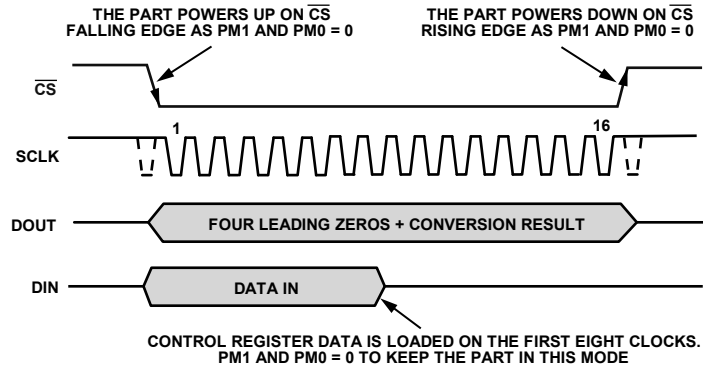 THE PART POWERS UP ON C̅S̅
FALLING EDGE AS PM1 AND PM0 = 0
THE PART POWERS DOWN ON C̅S̅
RISING EDGE AS PM1 AND PM0 = 0
C̅S̅
1
16
SCLK
DOUT
FOUR LEADING ZEROS + CONVERSION RESULT
DIN
DATA IN
CONTROL REGISTER DATA IS LOADED ON THE FIRST EIGHT CLOCKS.
PM1 AND PM0 = 0 TO KEEP THE PART IN THIS MODE